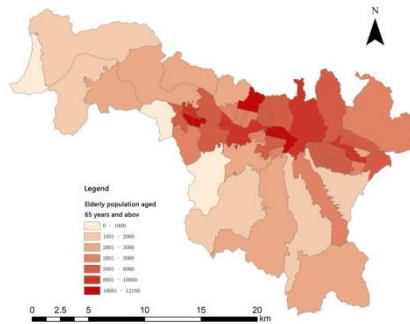 N
Legend
Elderly population aged
65 years and above
0 - 1000
1001 - 2000
2001 - 3000
3001 - 5000
5001 - 8000
8001 - 10000
10001 - 12100
0 2.5 5 10 15 20
km